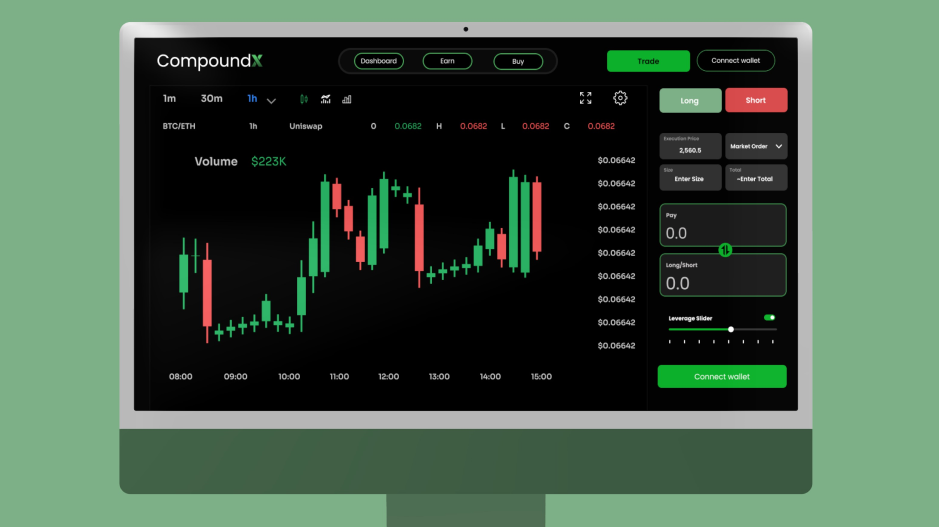 CompoundX
Dashboard
Earn
Buy
Trade
Connect wallet
1m 30m 1h
BTC/ETH 1h Uniswap O 0.0682 H 0.0682 L 0.0682 C 0.0682
Volume $223K
$0.06642
$0.06642
$0.06642
$0.06642
$0.06642
$0.06642
$0.06642
$0.06642
$0.06642
08:00 09:00 10:00 11:00 12:00 13:00 14:00 15:00
Long
Short
Execution Price
2,560.5
Market Order
Size
Enter Size
Total
~Enter Total
Pay
0.0
Long/Short
0.0
Leverage Slider
Connect wallet